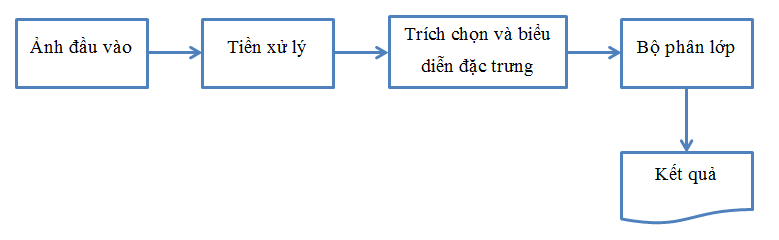 Ảnh đầu vào
Tiền xử lý
Trích chọn và biểu
diễn đặc trưng
Bộ phân lớp
Kết quả